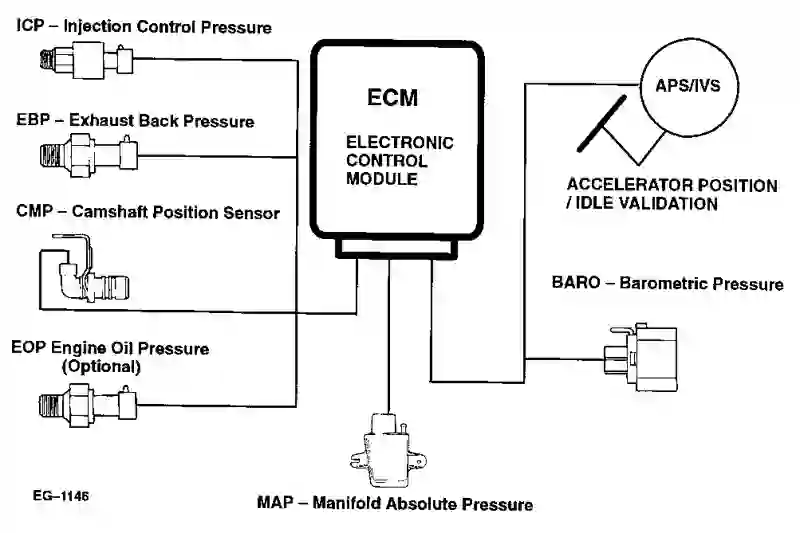 ICP – Injection Control Pressure
EBP – Exhaust Back Pressure
CMP – Camshaft Position Sensor
EOP Engine Oil Pressure
(Optional)
EG–1146
ECM
ELECTRONIC
CONTROL
MODULE
MAP – Manifold Absolute Pressure
APS/IVS
ACCELERATOR POSITION
/ IDLE VALIDATION
BARO – Barometric Pressure